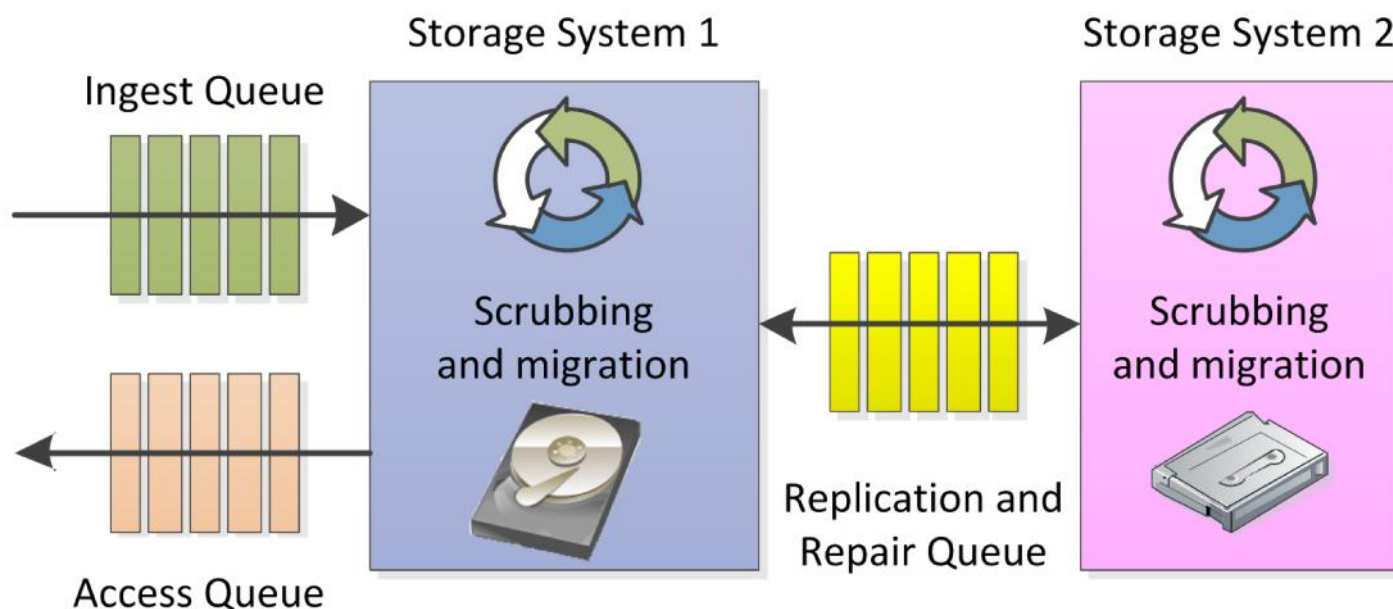 Storage System 1
Storage System 2
Ingest Queue
Scrubbing
and migration
Scrubbing
and migration
Replication and
Repair Queue
Access Queue